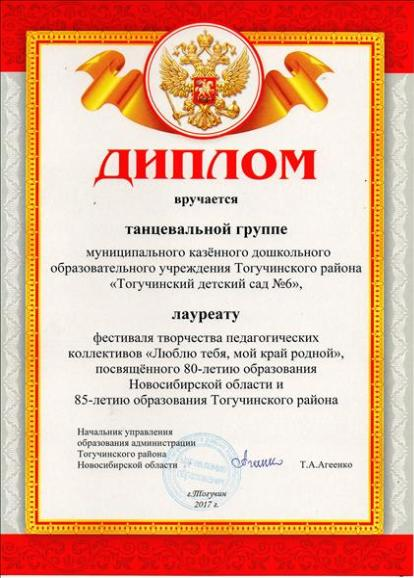 ДИПЛОМ
вручается
танцевальной группе
муниципального казённого дошкольного
образовательного учреждения Тогучинского района
«Тогучинский детский сад №6»,
лауреату
фестиваля творчества педагогических
коллективов «Люблю тебя, мой край родной»,
посвящённого 80-летию образования
Новосибирской области и
85-летию образования Тогучинского района
Начальник управления
образования администрации
Тогучинского района
Новосибирской области
Т.А.Агеенко
г.Тогучин
2017 г.